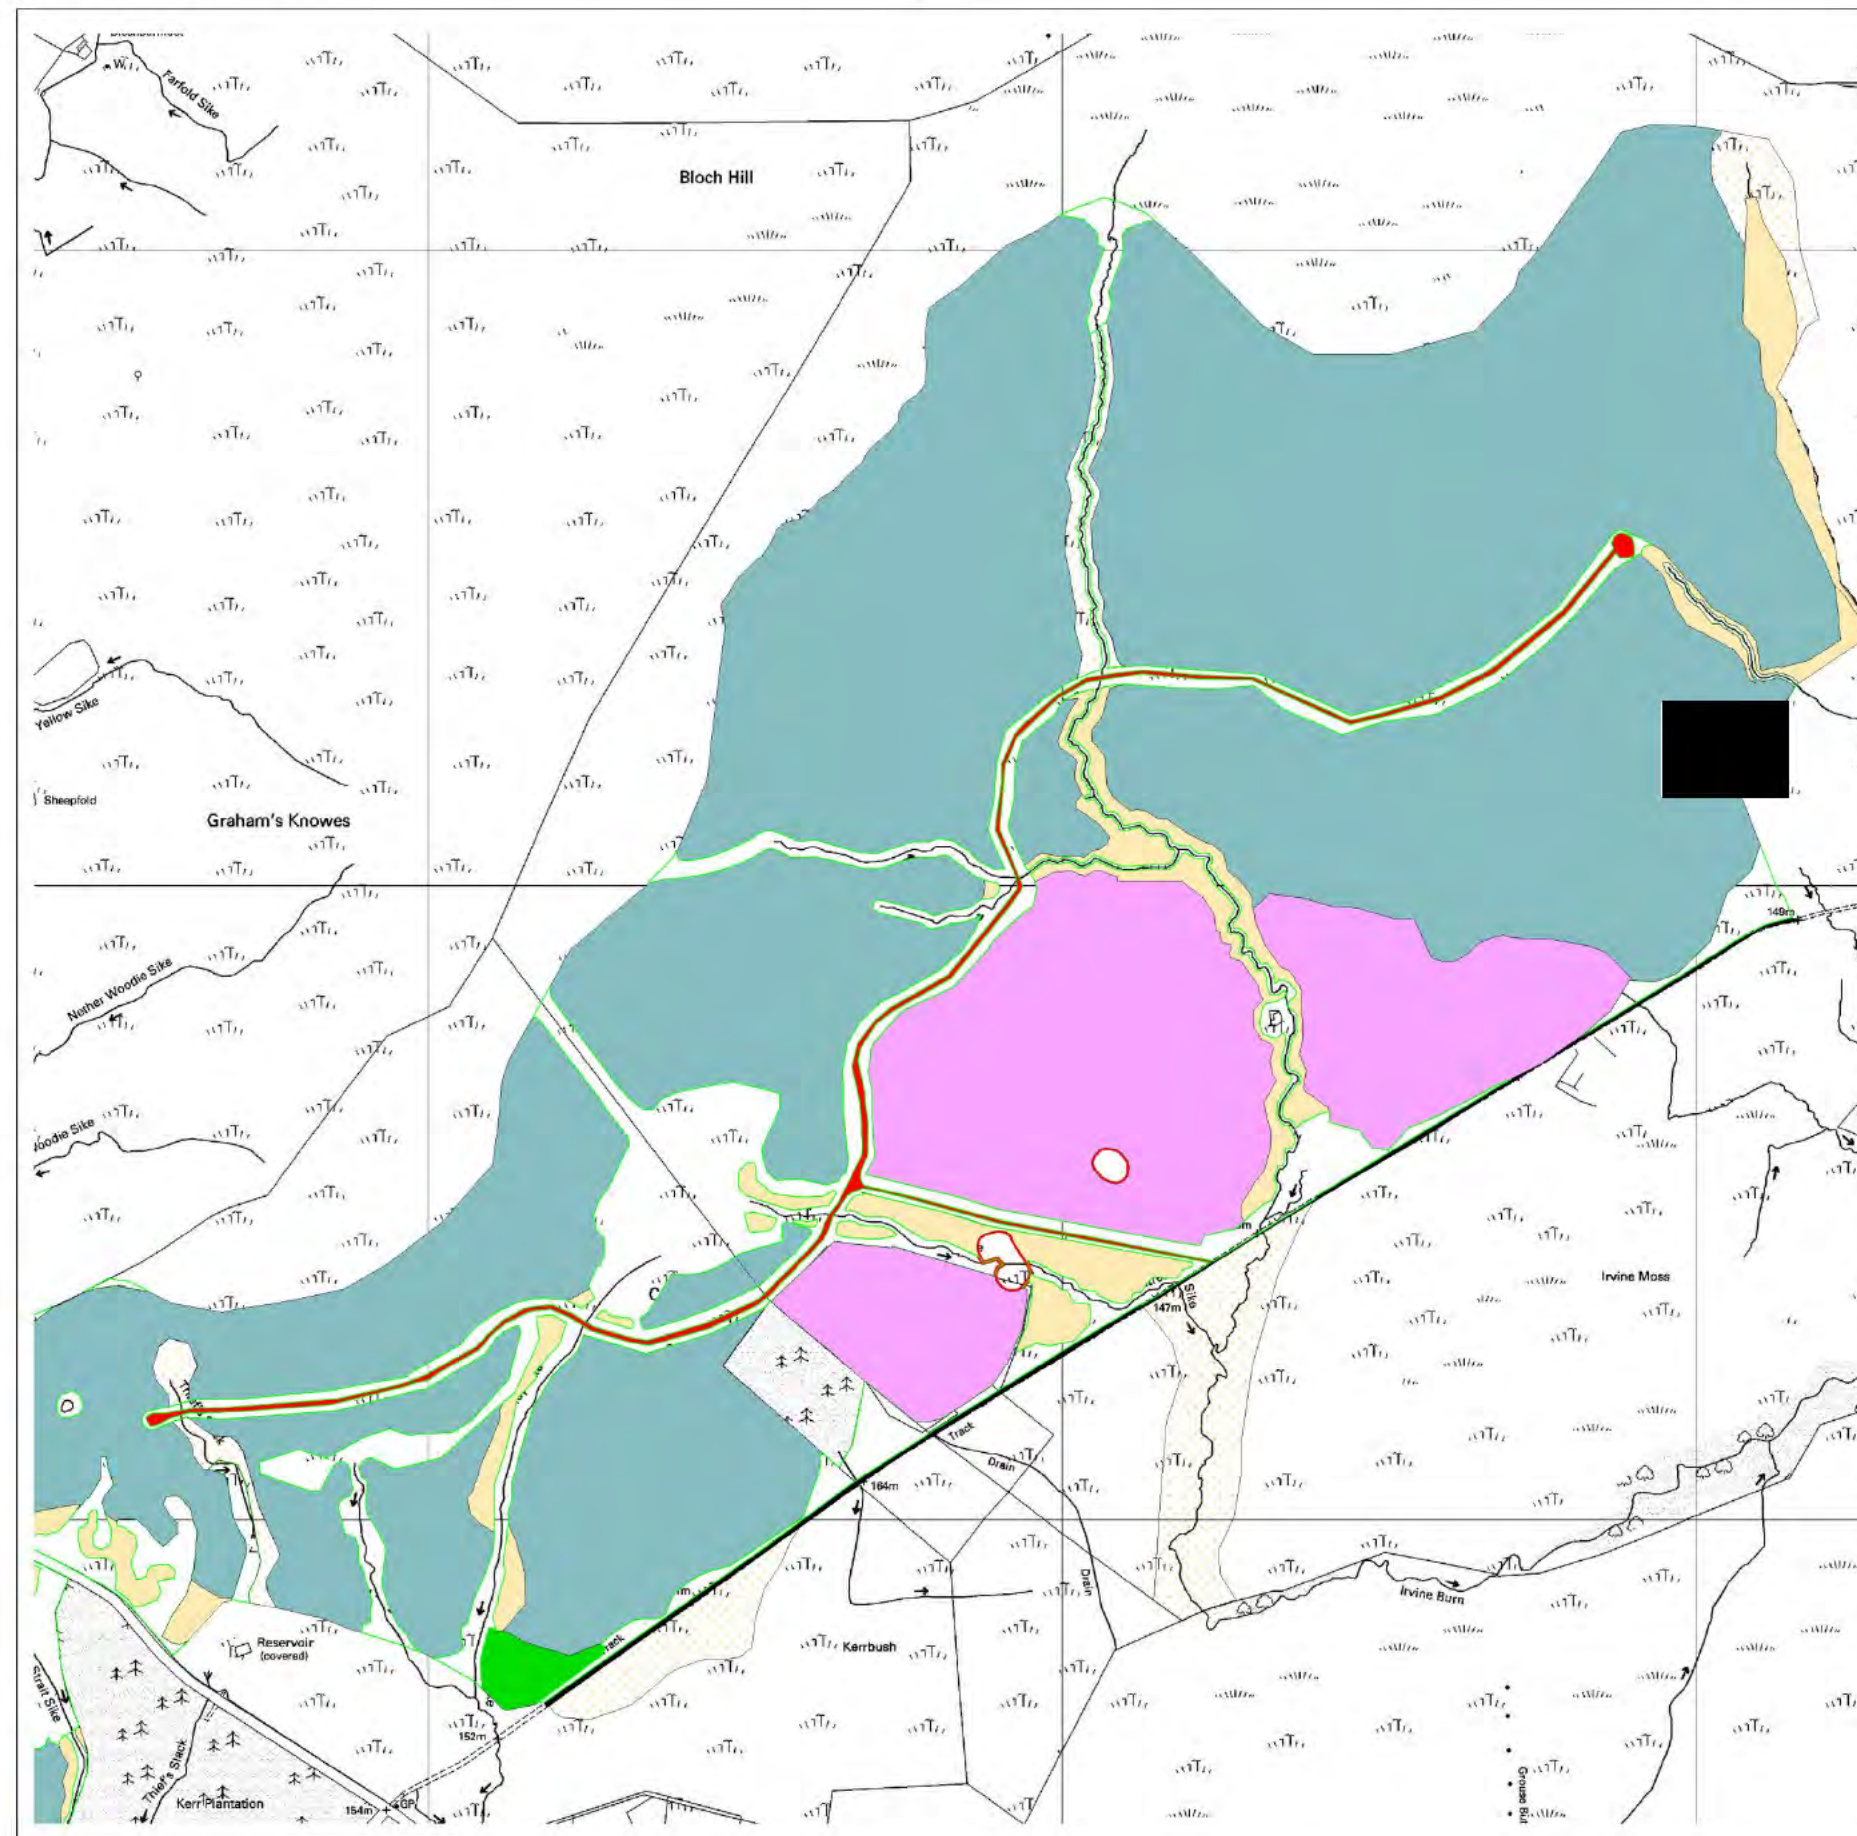 W
Farfold Sike
Bloch Hill
Yellow Sike
Sheepfold
Graham's Knowes
149m
Nether Woodie Sike
Woodie Sike
Irvine Moss
Sike
147m
Track
Drain
164m
Drain
Irvine Burn
Reservoir
(covered)
Kerrbush
Strait Sike
152m
Thief's Slack
Kerr Plantation
154m
GP
Grouse But